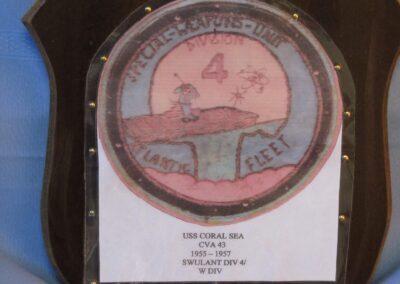 SPECIAL-WEAPONS-UNIT
DIVISION
4
ATLANTIC FLEET
USS CORAL SEA
CVA 43
1955 – 1957
SWULANT DIV 4/
W DIV